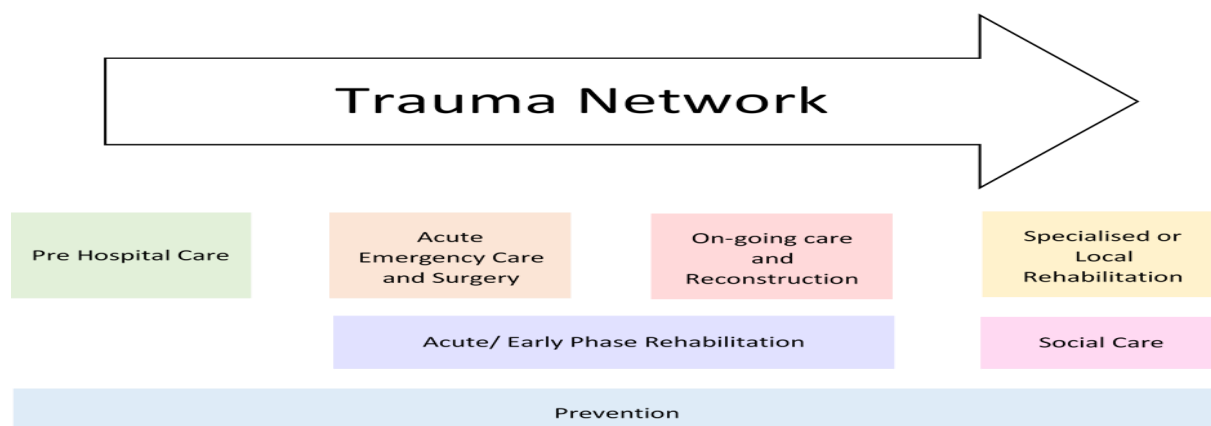 Trauma Network
Pre Hospital Care
Acute
Emergency Care
and Surgery
On-going care
and
Reconstruction
Specialised or
Local
Rehabilitation
Acute/ Early Phase Rehabilitation
Social Care
Prevention